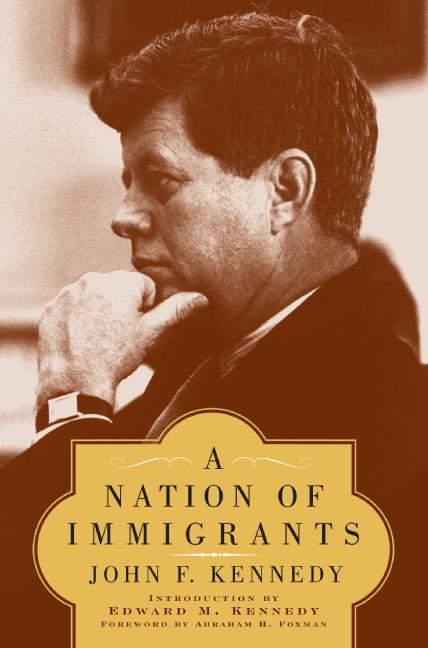 A
NATION OF
IMMIGRANTS
JOHN F. KENNEDY
INTRODUCTION BY
EDWARD M. KENNEDY
FOREWORD BY ABRAHAM H. FOXMAN